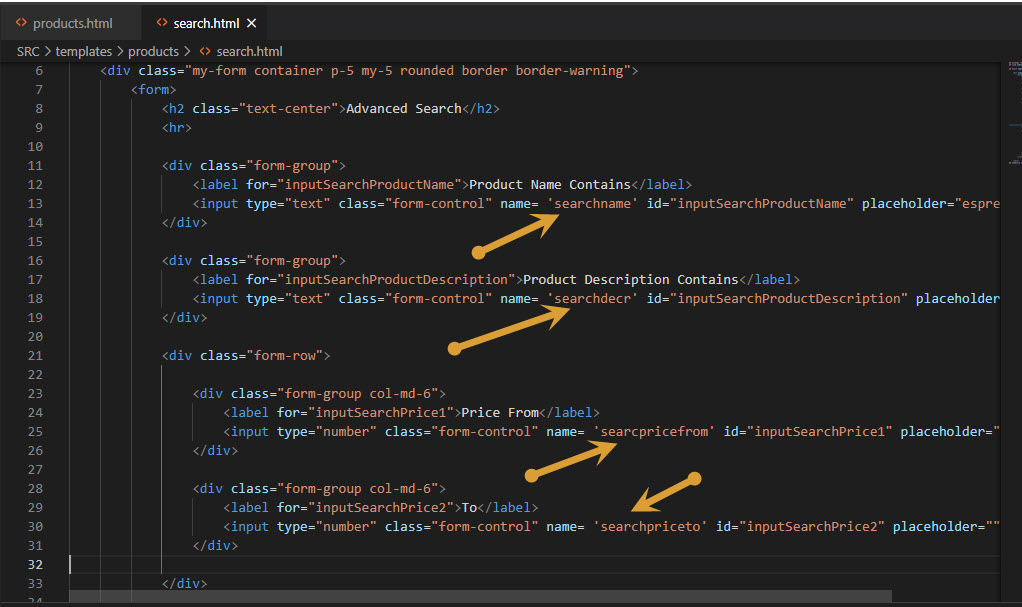 products.html
search.html
SRC > templates > products > search.html
6 <div class="my-form container p-5 my-5 rounded border border-warning">
7 <form>
8 <h2 class="text-center">Advanced Search</h2>
9 <hr>
10
11 <div class="form-group">
12 <label for="inputSearchProductName">Product Name Contains</label>
13 <input type="text" class="form-control" name= 'searchname' id="inputSearchProductName" placeholder="espre
14 </div>
15
16 <div class="form-group">
17 <label for="inputSearchProductDescription">Product Description Contains</label>
18 <input type="text" class="form-control" name= 'searchdecr' id="inputSearchProductDescription" placeholder
19 </div>
20
21 <div class="form-row">
22
23 <div class="form-group col-md-6">
24 <label for="inputSearchPrice1">Price From</label>
25 <input type="number" class="form-control" name= 'searcpricefrom' id="inputSearchPrice1" placeholder="
26 </div>
27
28 <div class="form-group col-md-6">
29 <label for="inputSearchPrice2">To</label>
30 <input type="number" class="form-control" name= 'searchpriceto' id="inputSearchPrice2" placeholder=""
31 </div>
32
33 </div>
34